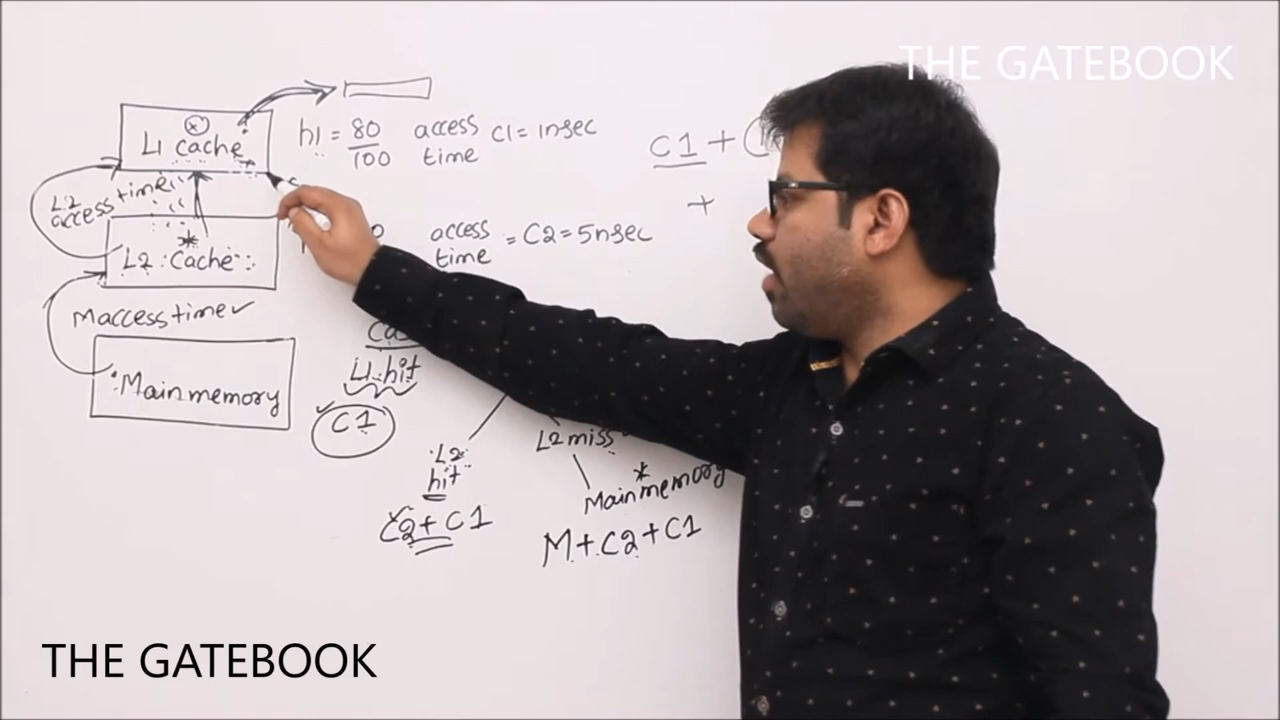 THE GATEBOOK
L1 cache
h1 = 80/100 access time C1 = 1nsec
C1 +
+
L2 access time
access time = C2 = 5nsec
L2 Cache
M access time ✓
Main memory
L1 hit
C1
L2 miss
L2 hit
Main memory
C2 + C1
M + C2 + C1
THE GATEBOOK